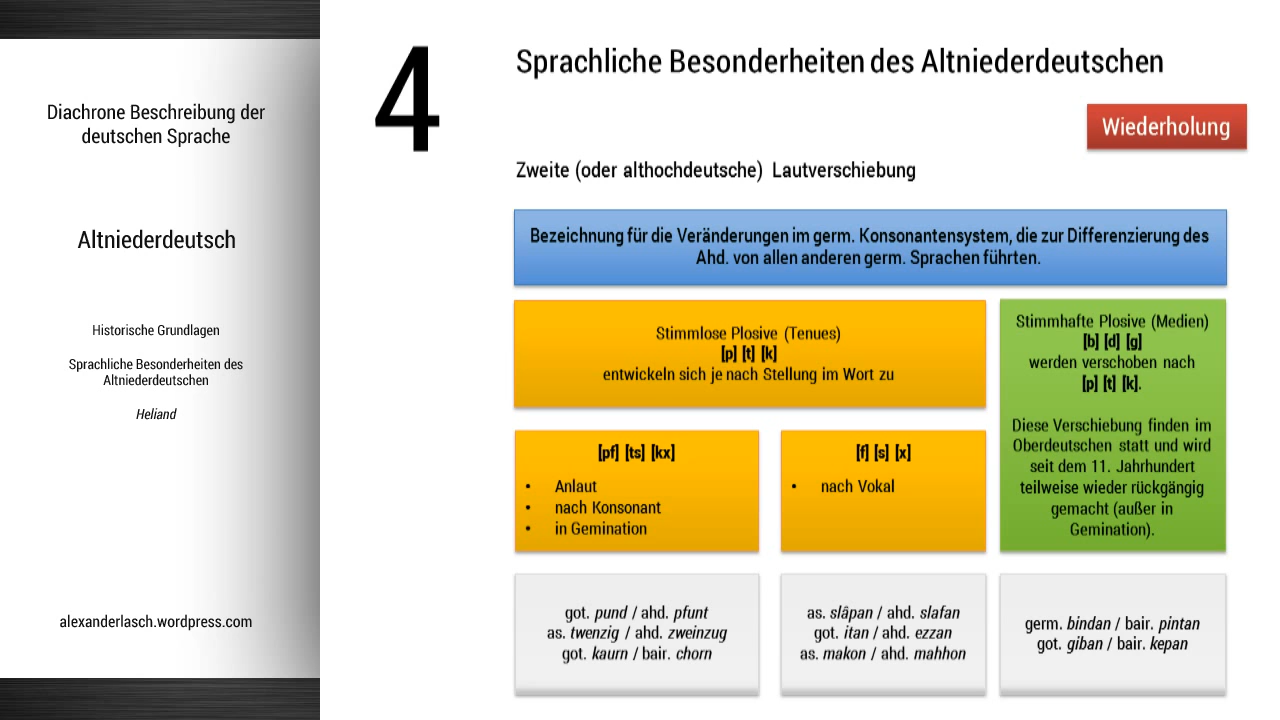 Diachrone Beschreibung der
deutschen Sprache
Altniederdeutsch
Historische Grundlagen
Sprachliche Besonderheiten des
Altniederdeutschen
Heliand
alexanderlasch.wordpress.com
4
Sprachliche Besonderheiten des Altniederdeutschen
Wiederholung
Zweite (oder althochdeutsche) Lautverschiebung
Bezeichnung für die Veränderungen im germ. Konsonantensystem, die zur Differenzierung des
Ahd. von allen anderen germ. Sprachen führten.
Stimmlose Plosive (Tenues)
[p] [t] [k]
entwickeln sich je nach Stellung im Wort zu
[pf] [ts] [kx]
• Anlaut
• nach Konsonant
• in Gemination
[f] [s] [x]
• nach Vokal
Stimmhafte Plosive (Medien)
[b] [d] [g]
werden verschoben nach
[p] [t] [k].
Diese Verschiebung finden im
Oberdeutschen statt und wird
seit dem 11. Jahrhundert
teilweise wieder rückgängig
gemacht (außer in
Gemination).
got. pund / ahd. pfunt
as. twenzig / ahd. zweinzug
got. kaurn / bair. chorn
as. slâpan / ahd. slafan
got. itan / ahd. ezzan
as. makon / ahd. mahhon
germ. bindan / bair. pintan
got. giban / bair. kepan